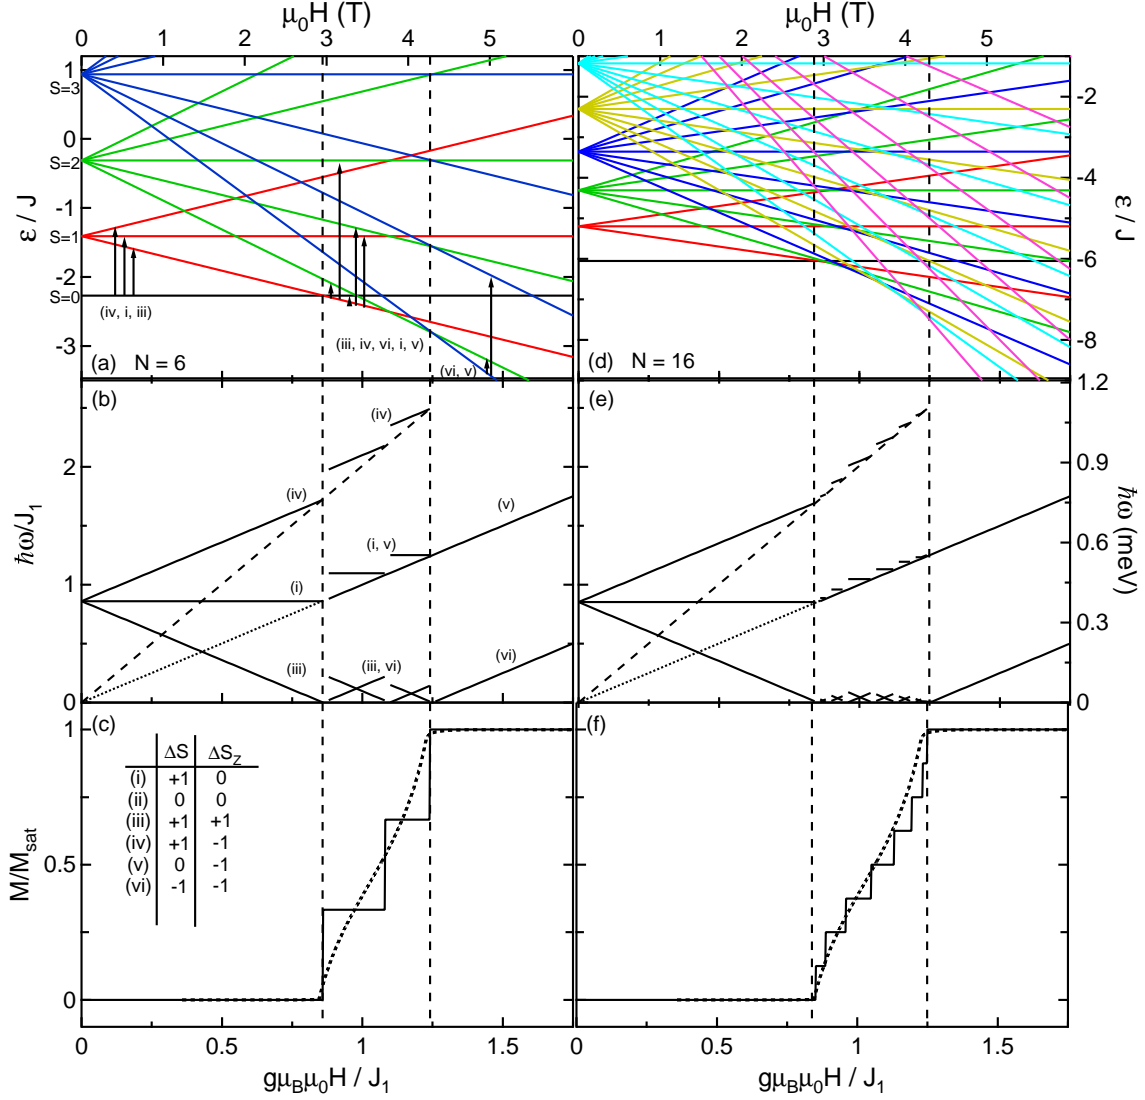 μ₀H (T)
0 1 2 3 4 5
μ₀H (T)
0 1 2 3 4 5
ε / J
1
S=3
0
S=2
-1
S=1
-2
S=0
-3
(iv, i, iii)
(iii, iv, vi, i, v)
(vi, v)
(a) N = 6
(d) N = 16
-2
-4
-6
-8
ε / J
(b)
(iv)
(iv)
(i, v)
(v)
(i)
(iii)
(iii, vi)
(vi)
ħω/J₁
2
1
0
(e)
1.2
0.9
0.6
0.3
0
ħω (meV)
(c)
ΔS ΔS_Z
(i) +1 0
(ii) 0 0
(iii) +1 +1
(iv) +1 -1
(v) 0 -1
(vi) -1 -1
M/M_sat
1
0.5
0
(f)
0 0.5 1 1.5
0 0.5 1 1.5
gμ_Bμ₀H / J₁
gμ_Bμ₀H / J₁